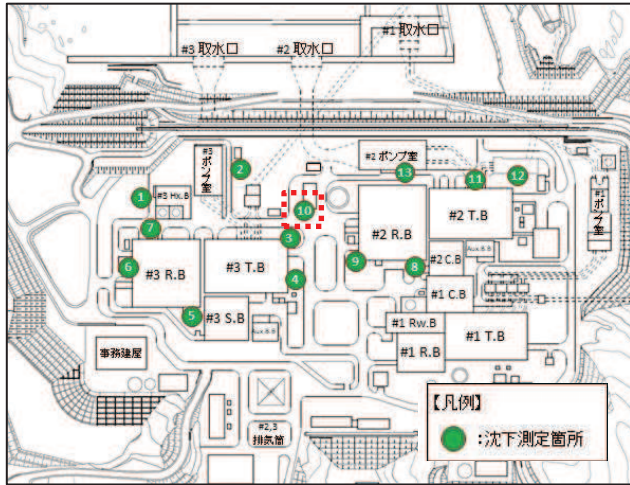 #3 取水口
#2 取水口
#1 取水口
#3 ポンプ室
#2 ポンプ室
#1 ポンプ室
2
13
11
12
1
#3 Hx.B
10
#2 T.B
7
3
#2 R.B
6
#3 R.B
#3 T.B
4
9
8
#2 C.B
Aux.B.B
#1 C.B
5
#3 S.B
Aux.B.B
#1 Rw.B
#1 R.B
#1 T.B
事務建屋
#2,3
排気筒
【凡例】
:沈下測定箇所